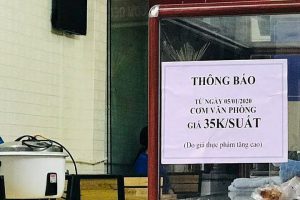 THÔNG BÁO
TỪ NGÀY 05/01/2020
CƠM VĂN PHÒNG
GIÁ 35K/SUẤT
(Do giá thực phẩm tăng cao)